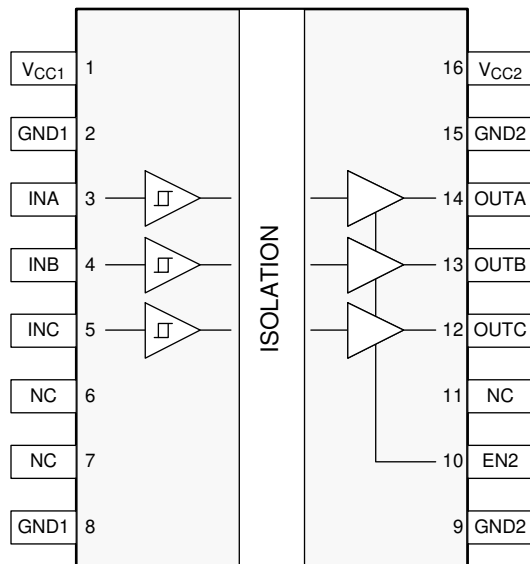 VCC1 1 16 VCC2
GND1 2 15 GND2
INA 3 14 OUTA
INB 4 13 OUTB
INC 5 12 OUTC
NC 6 11 NC
NC 7 10 EN2
GND1 8 9 GND2
ISOLATION